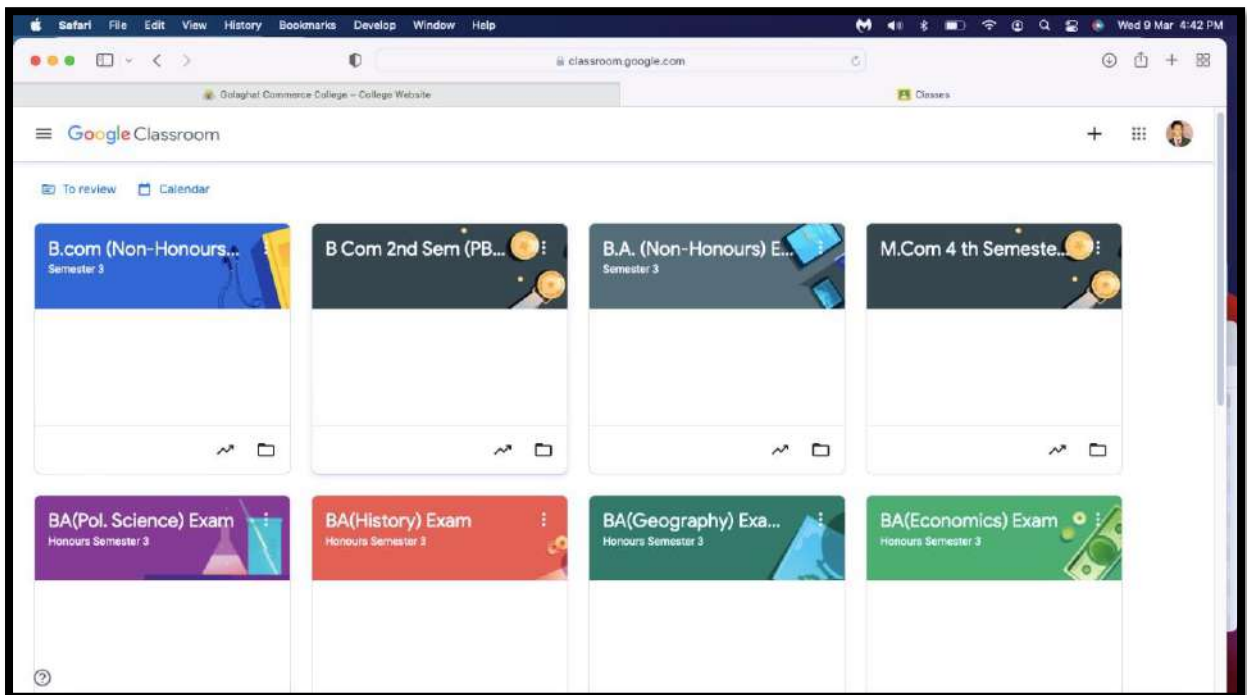 Safari File Edit View History Bookmarks Develop Window Help Wed 9 Mar 4:42 PM
classroom.google.com
Golaghat Commerce College – College Website Classes
Google Classroom
To review Calendar
B.com (Non-Honours...
Semester 3
B Com 2nd Sem (PB...
B.A. (Non-Honours) E...
Semester 3
M.Com 4 th Semeste...
BA(Pol. Science) Exam
Honours Semester 3
BA(History) Exam
Honours Semester 3
BA(Geography) Exa...
Honours Semester 3
BA(Economics) Exam
Honours Semester 3